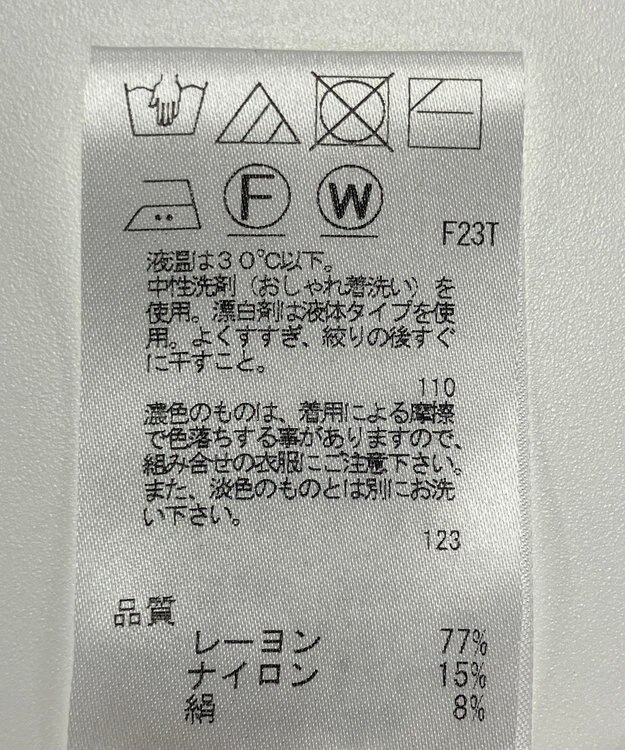 F W
F23T
液温は30℃以下。
中性洗剤（おしゃれ着洗い）を
使用。漂白剤は液体タイプを使
用。よくすすぎ、絞りの後すぐ
に干すこと。
110
濃色のものは、着用による摩擦
で色落ちする事がありますので、
組み合せの衣服にご注意下さい。
また、淡色のものとは別にお洗
い下さい。
123
品質
レーヨン 77%
ナイロン 15%
絹 8%